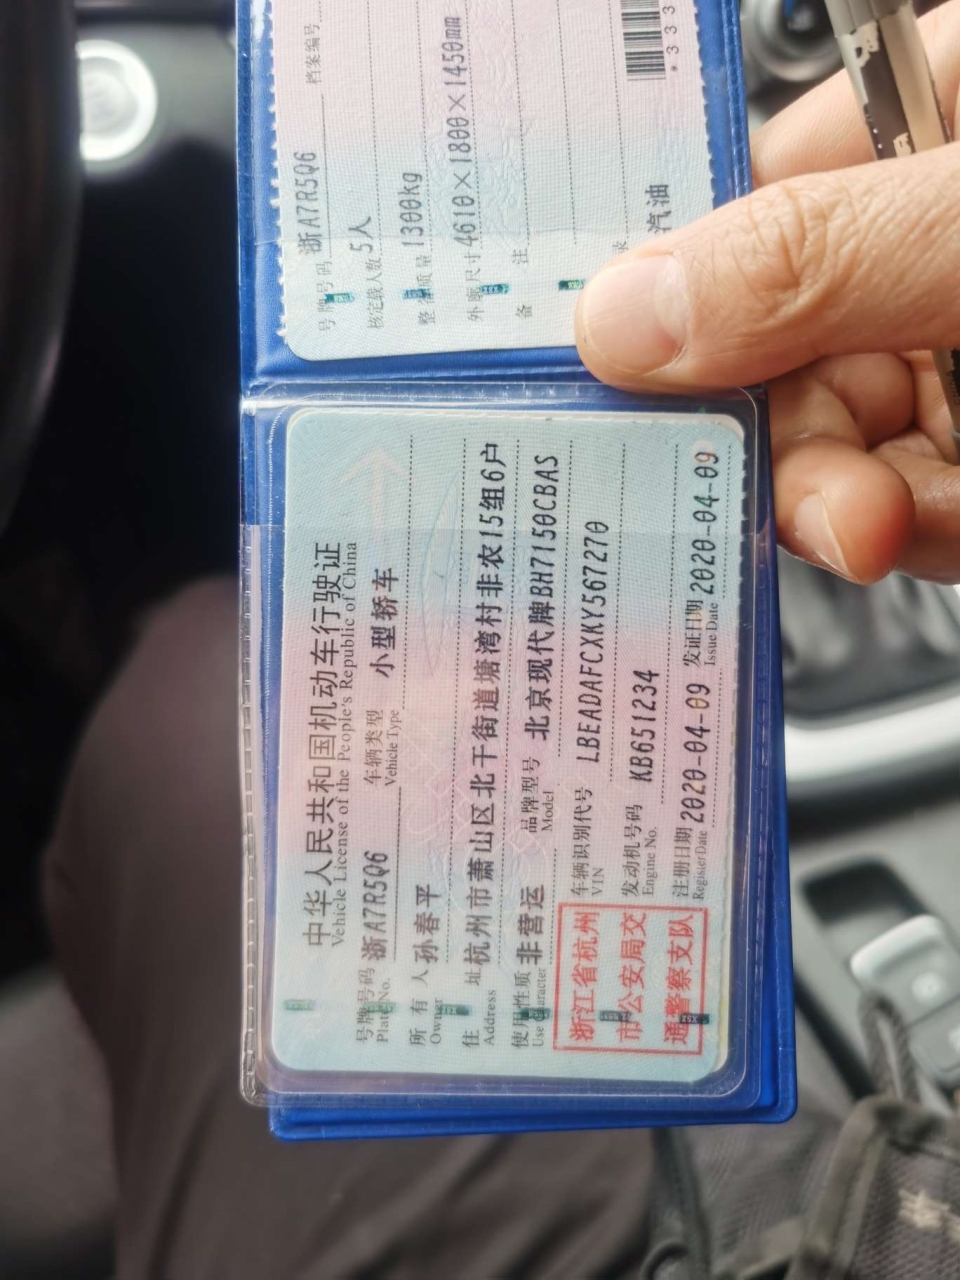 中华人民共和国机动车行驶证
Vehicle License of the People's Republic of China
号牌号码 浙A7R5Q6 车辆类型 小型轿车
Plate No. Vehicle Type
所有人 孙春平
Owner
住址 杭州市萧山区北干街道塘湾村非农15组6户
Address
使用性质 非营运 品牌型号 北京现代牌BH7150CBAS
Use Character Model
浙江省杭州
市公安局交
通警察支队
车辆识别代号 LBEADAFCXKY567270
VIN
发动机号码 KB651234
Engine No.
注册日期 2020-04-09 发证日期 2020-04-09
Register Date Issue Date
号牌号码 浙A7R5Q6 档案编号
核定载人数 5人
整备质量 1300kg
外廓尺寸 4610×1800×1450mm
备注
录
汽油
*333